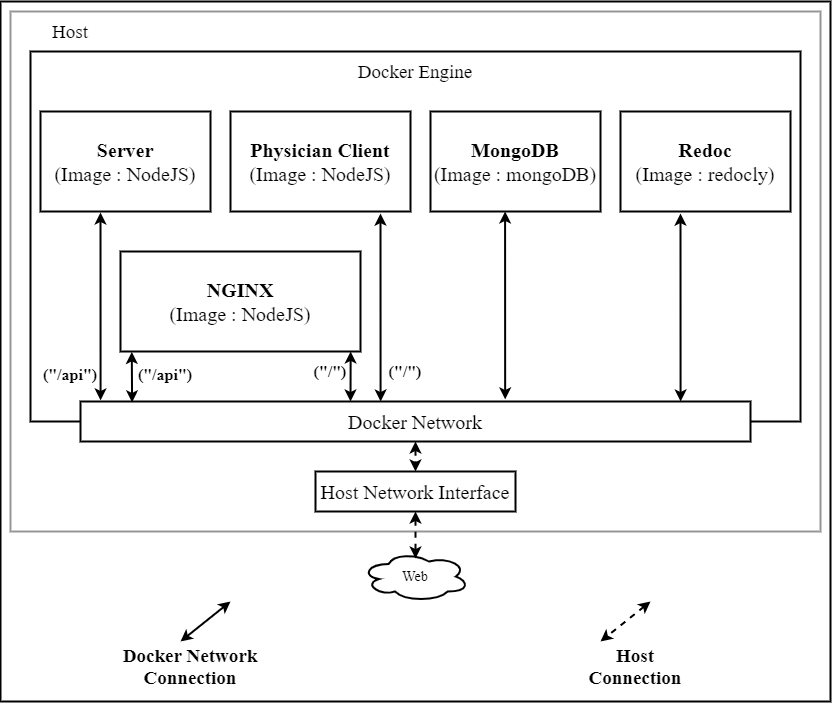 Host
Docker Engine
Server
(Image : NodeJS)
Physician Client
(Image : NodeJS)
MongoDB
(Image : mongoDB)
Redoc
(Image : redocly)
NGINX
(Image : NodeJS)
("/api")
("/api")
("/")
("/")
Docker Network
Host Network Interface
Web
Docker Network
Connection
Host
Connection